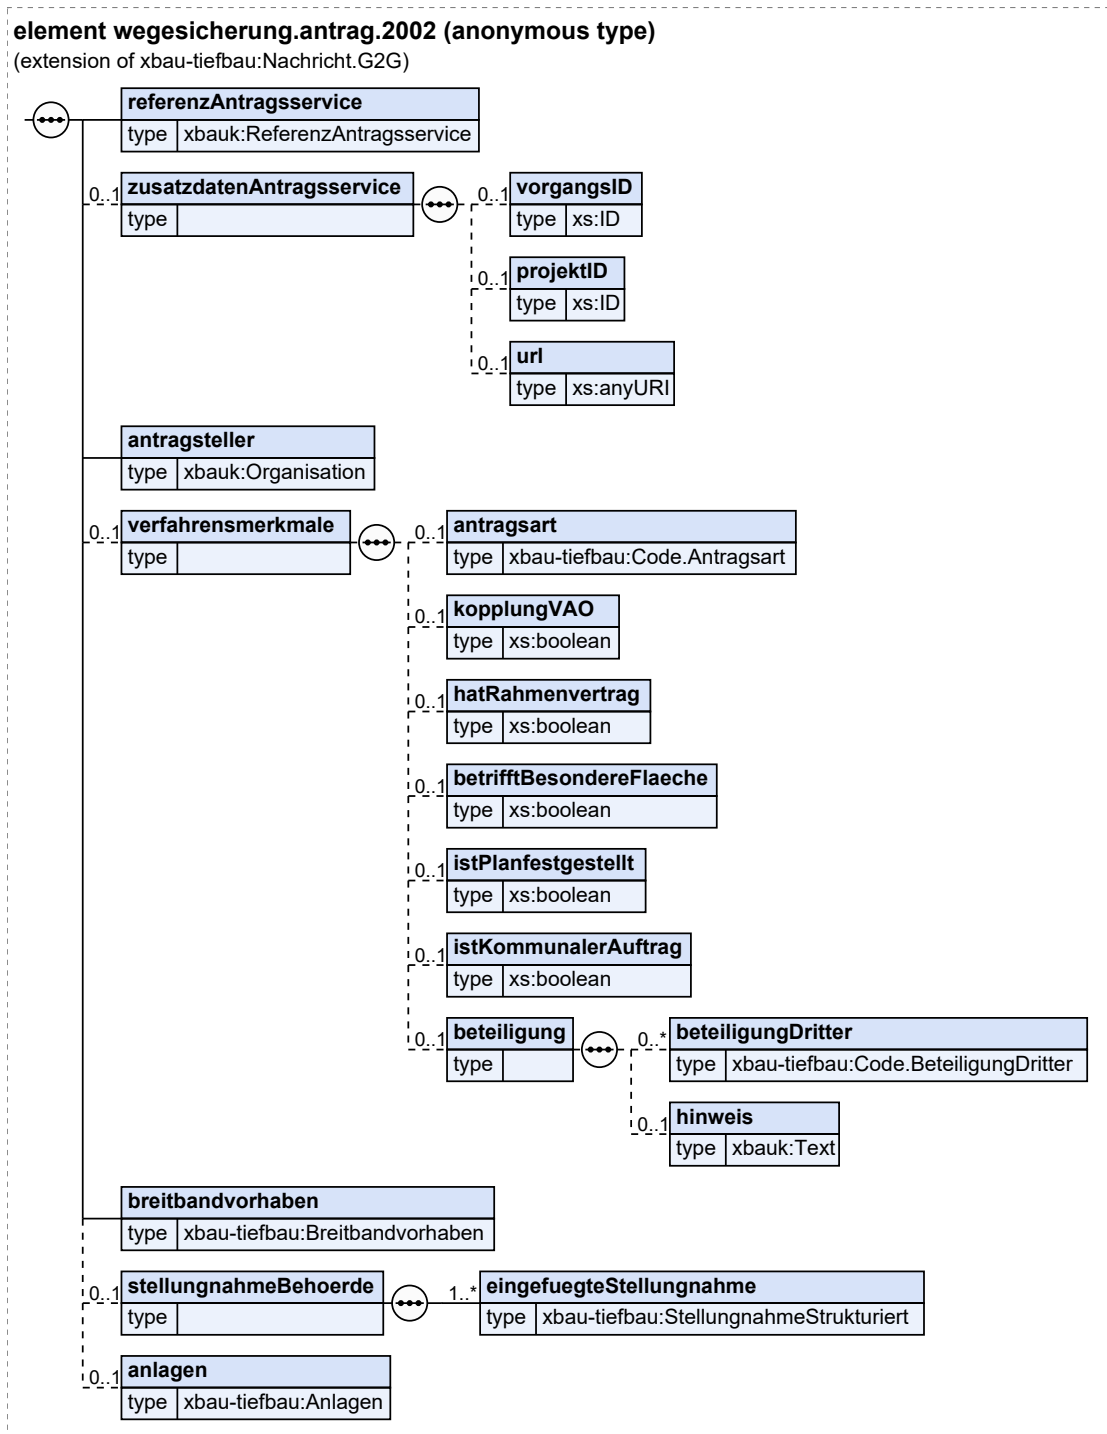 element wegesicherung.antrag.2002 (anonymous type)
(extension of xbau-tiefbau:Nachricht.G2G)
referenzAntragsservice
type xbauk:ReferenzAntragsservice
0..1 zusatzdatenAntragsservice
type
0..1 vorgangsID
type xs:ID
0..1 projektID
type xs:ID
0..1 url
type xs:anyURI
antragsteller
type xbauk:Organisation
0..1 verfahrensmerkmale
type
0..1 antragsart
type xbau-tiefbau:Code.Antragsart
0..1 kopplungVAO
type xs:boolean
0..1 hatRahmenvertrag
type xs:boolean
0..1 betrifftBesondereFlaeche
type xs:boolean
0..1 istPlanfestgestellt
type xs:boolean
0..1 istKommunalerAuftrag
type xs:boolean
0..1 beteiligung
type
0..* beteiligungDritter
type xbau-tiefbau:Code.BeteiligungDritter
0..1 hinweis
type xbauk:Text
breitbandvorhaben
type xbau-tiefbau:Breitbandvorhaben
0..1 stellungnahmeBehoerde
type
1..* eingefuegteStellungnahme
type xbau-tiefbau:StellungnahmeStrukturiert
0..1 anlagen
type xbau-tiefbau:Anlagen